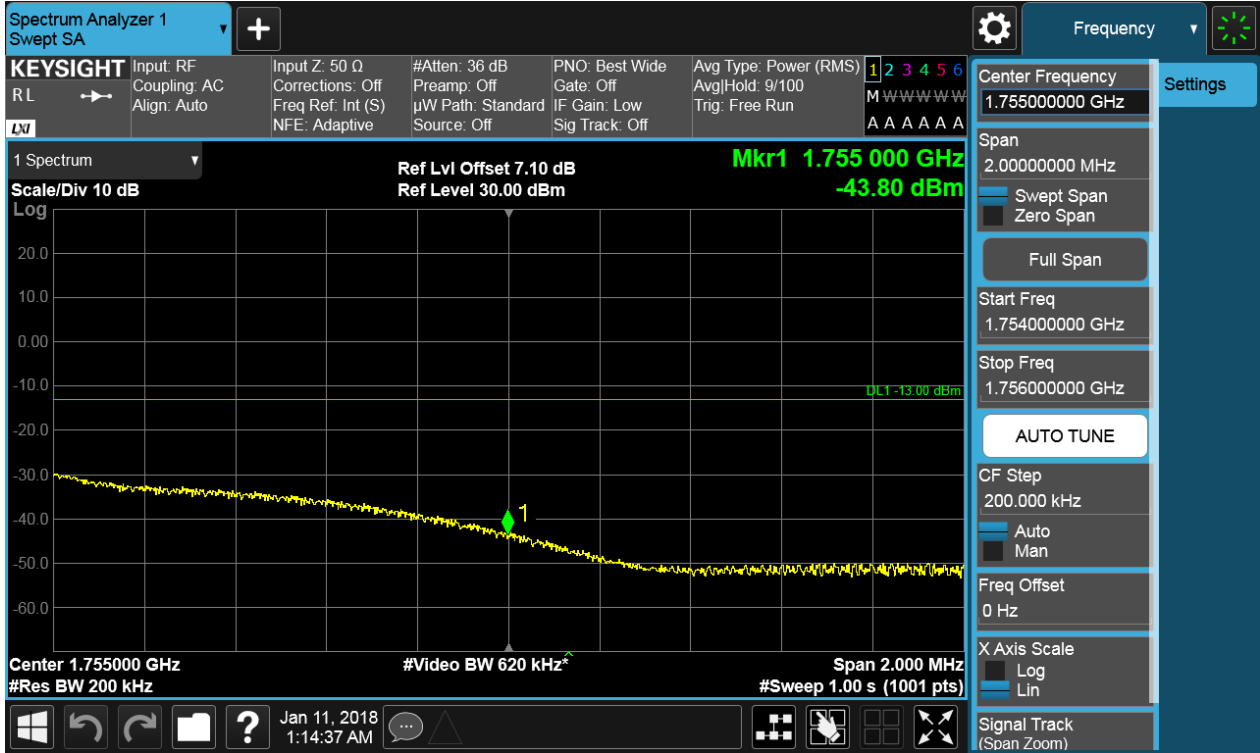 Spectrum Analyzer 1
Swept SA
+
Frequency
KEYSIGHT
RL
LXI
Input: RF
Coupling: AC
Align: Auto
Input Z: 50 Ω
Corrections: Off
Freq Ref: Int (S)
NFE: Adaptive
#Atten: 36 dB
Preamp: Off
µW Path: Standard
Source: Off
PNO: Best Wide
Gate: Off
IF Gain: Low
Sig Track: Off
Avg Type: Power (RMS)
Avg|Hold: 9/100
Trig: Free Run
1 2 3 4 5 6
M W W W W W
A A A A A A
1 Spectrum
Scale/Div 10 dB
Log
Ref Lvl Offset 7.10 dB
Ref Level 30.00 dBm
Mkr1 1.755 000 GHz
-43.80 dBm
20.0
10.0
0.00
-10.0
DL1 -13.00 dBm
-20.0
-30.0
-40.0
1
-50.0
-60.0
Center 1.755000 GHz
#Video BW 620 kHz*
Span 2.000 MHz
#Res BW 200 kHz
#Sweep 1.00 s (1001 pts)
Center Frequency
1.755000000 GHz
Settings
Span
2.00000000 MHz
Swept Span
Zero Span
Full Span
Start Freq
1.754000000 GHz
Stop Freq
1.756000000 GHz
AUTO TUNE
CF Step
200.000 kHz
Auto
Man
Freq Offset
0 Hz
X Axis Scale
Log
Lin
Signal Track
(Span Zoom)
?
Jan 11, 2018
1:14:37 AM